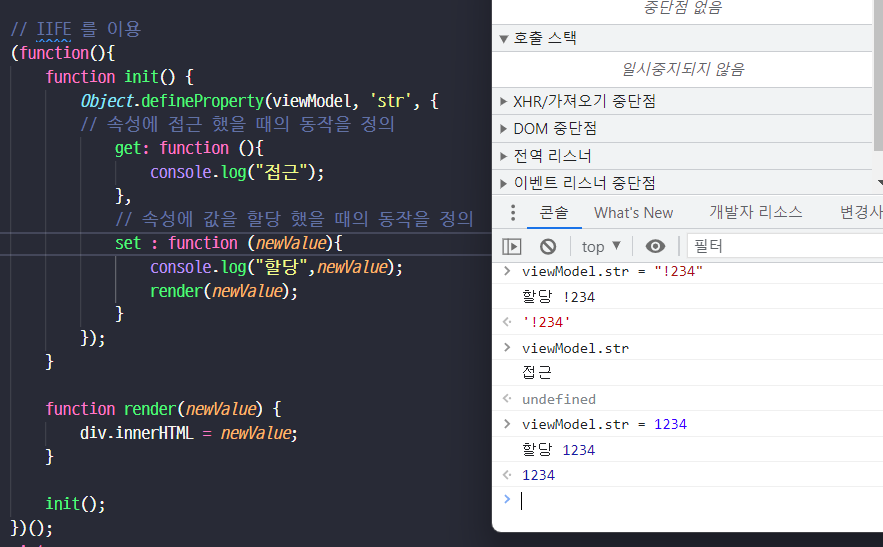 // IIFE 를 이용
(function(){
function init() {
Object.defineProperty(viewModel, 'str', {
// 속성에 접근 했을 때의 동작을 정의
get: function (){
console.log("접근");
},
// 속성에 값을 할당 했을 때의 동작을 정의
set : function (newValue){
console.log("할당",newValue);
render(newValue);
}
});
}
function render(newValue) {
div.innerHTML = newValue;
}
init();
})();
중단점 없음
호출 스택
일시중지되지 않음
XHR/가져오기 중단점
DOM 중단점
전역 리스너
이벤트 리스너 중단점
콘솔 What's New 개발자 리소스 변경사
top 필터
viewModel.str = "!234"
할당 !234
'!234'
viewModel.str
접근
undefined
viewModel.str = 1234
할당 1234
1234